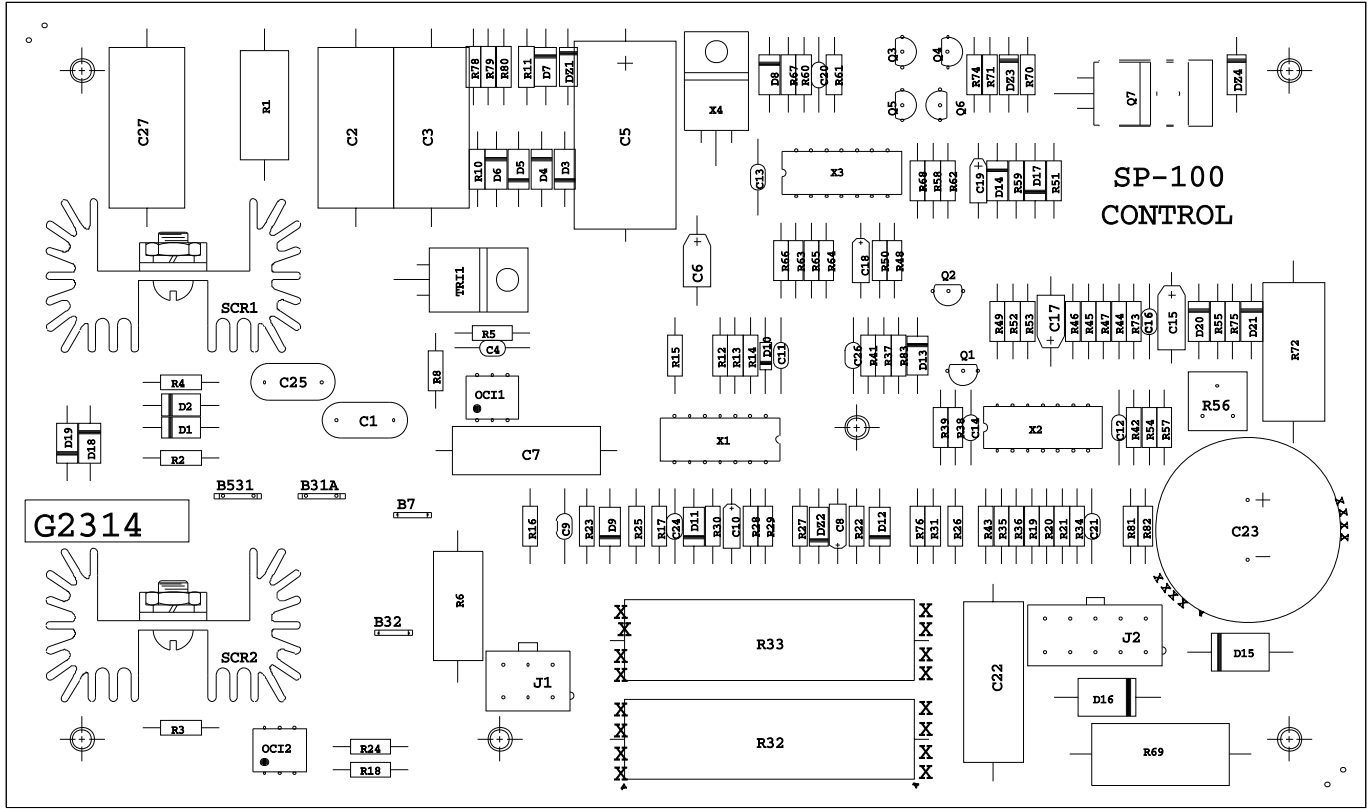 C27
R1
C2
C3
R78
R79
R80
R11
D7
DZ1
C5
+
X4
D8
R67
R60
C20
R61
Q3
Q4
Q5
Q6
R74
R71
DZ3
R70
Q7
DZ4
R10
D6
D5
D4
D3
C13
X3
R68
R58
R62
C19
+
D14
R59
D17
R51
SP-100
CONTROL
SCR1
TRI1
C6
+
R66
R63
R65
R64
C18
+
R50
R48
Q2
R5
C4
R8
OCI1
R15
R12
R13
R14
D10
C11
C26
R41
R37
R83
D13
Q1
R49
R52
R53
C17
+
R46
R45
R47
R44
R73
C16
C15
+
D20
R55
R75
D21
R72
R4
C25
D2
D1
C1
R2
D19
D18
C7
X1
R39
R38
C14
X2
C12
R42
R54
R57
R56
B531
B31A
B7
G2314
R16
C9
R23
D9
R25
R17
C24
D11
R30
C10
+
R28
R29
R27
DZ2
C8
+
R22
D12
R76
R31
R26
R43
R35
R36
R19
R20
R21
R34
C21
R81
R82
C23
+
—
X X X X
X X X X
SCR2
B32
R6
J1
X X X X
R33
X X X X
C22
J2
D15
D16
R3
OCI2
R24
R18
X X X X
R32
X X X X
R69